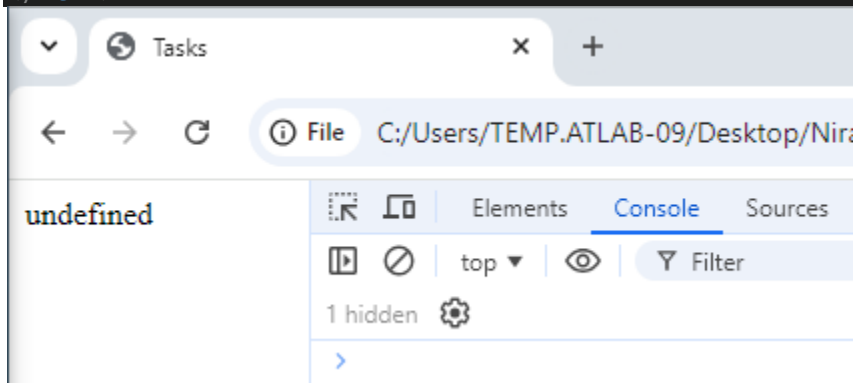 Tasks
File C:/Users/TEMP.ATLAB-09/Desktop/Nira
undefined
Elements Console Sources
top Filter
1 hidden